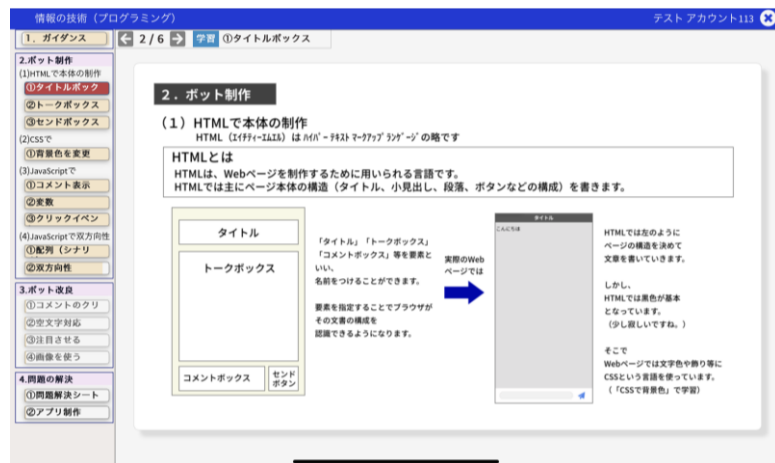 情報の技術（プログラミング）
テスト アカウント113
1. ガイダンス
2 / 6
学習
①タイトルボックス
2.ボット制作
(1)HTMLで本体の制作
①タイトルボック
②トークボックス
③センドボックス
(2)CSSで
①背景色を変更
(3)JavaScriptで
①コメント表示
②変数
③クリックイベン
(4)JavaScriptで双方向性
①配列（シナリ
②双方向性
3.ボット改良
①コメントのクリ
②空文字対応
③注目させる
④画像を使う
4.問題の解決
①問題解決シート
②アプリ制作
2．ボット制作
（1）HTMLで本体の制作
HTML（ｴｲﾁﾃｨｰｴﾑｴﾙ）は ﾊｲﾊﾟｰﾃｷｽﾄ ﾏｰｸｱｯﾌﾟ ﾗﾝｹﾞｰｼﾞの略です
HTMLとは
HTMLは、Webページを制作するために用いられる言語です。
HTMLでは主にページ本体の構造（タイトル、小見出し、段落、ボタンなどの構成）を書きます。
タイトル
トークボックス
コメントボックス
センド
ボタン
「タイトル」「トークボックス」
「コメントボックス」等を要素と
いい、
名前をつけることができます。
要素を指定することでブラウザが
その文書の構成を
認識できるようになります。
実際のWeb
ページでは
タイトル
こんにちは
HTMLでは左のように
ページの構造を決めて
文章を書いていきます。
しかし、
HTMLでは黒色が基本
となっています。
（少し寂しいですね。）
そこで
Webページでは文字色や飾り等に
CSSという言語を使っています。
（「CSSで背景色」で学習）